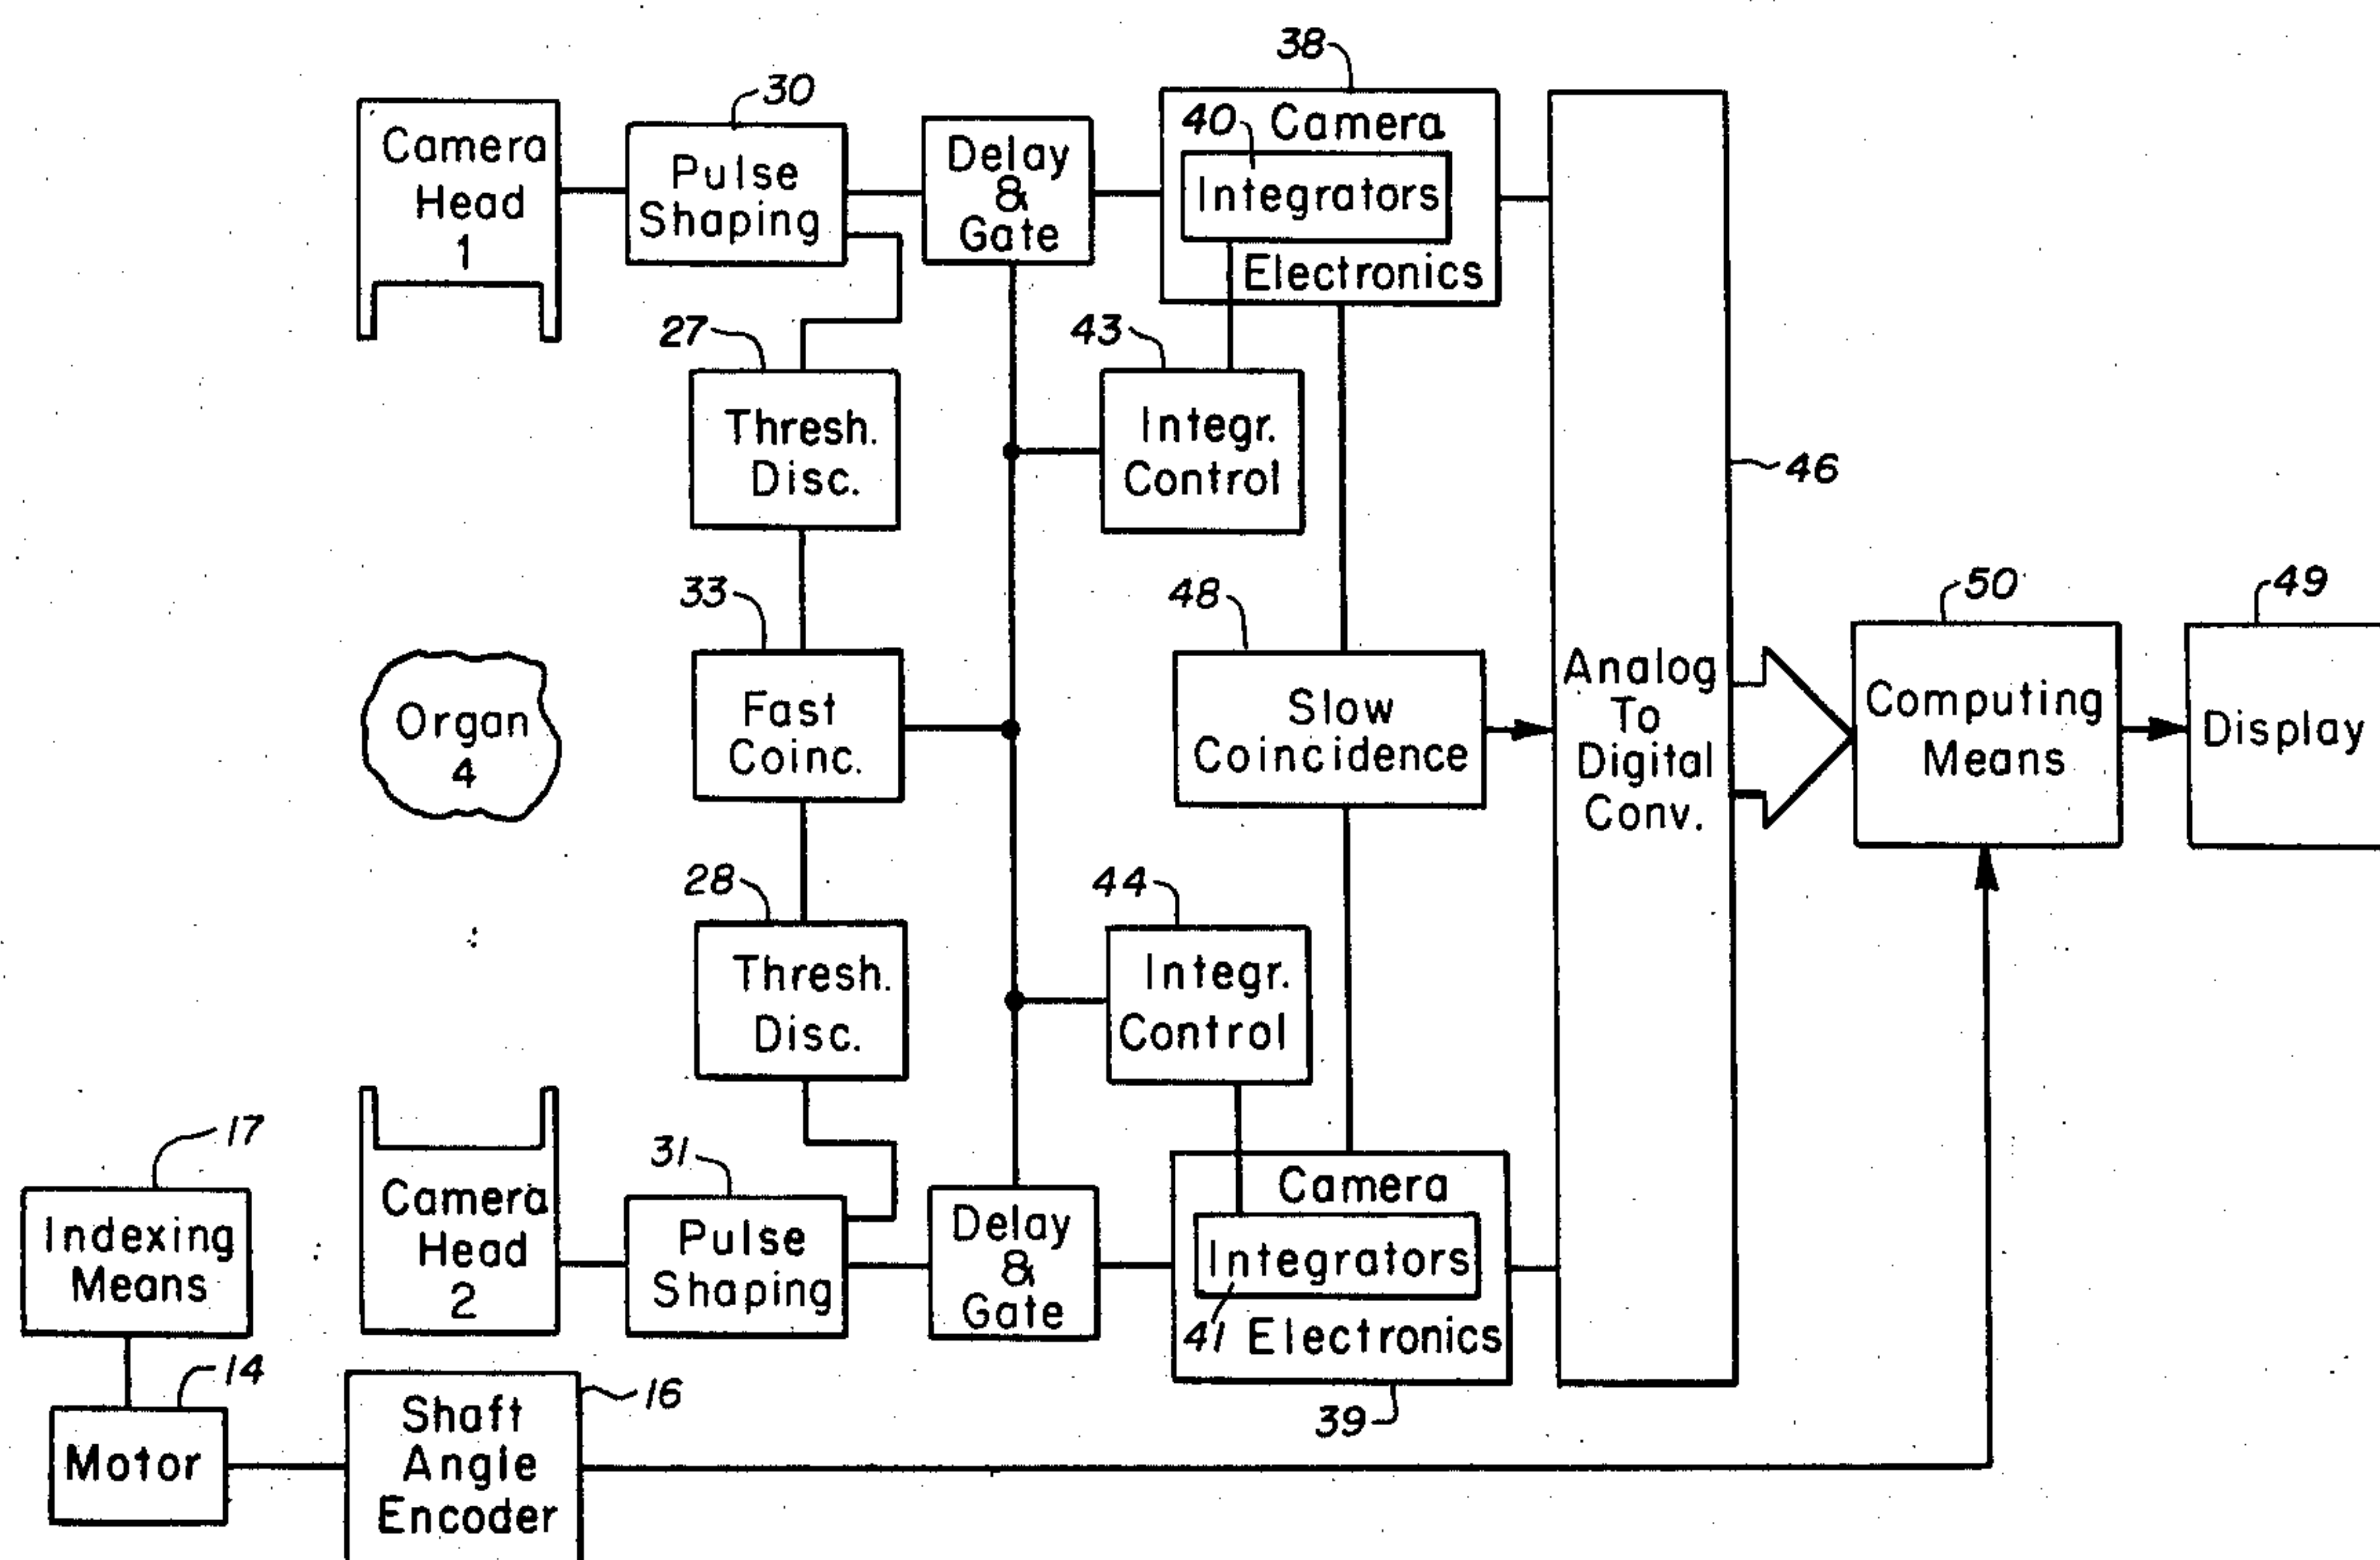 38
30
40
Camera
Camera
Head
1
Pulse
Shaping
Delay
&
Gate
Integrators
Electronics
27
43
Thresh.
Disc.
Integr.
Control
46
33
48
50
49
Organ
4
Fast
Coinc.
Slow
Coincidence
Analog
To
Digital
Conv.
Computing
Means
Display
28
44
Thresh.
Disc.
Integr.
Control
17
31
Indexing
Means
Camera
Head
2
Pulse
Shaping
Delay
&
Gate
Camera
Integrators
41 Electronics
14
16
39
Motor
Shaft
Angle
Encoder